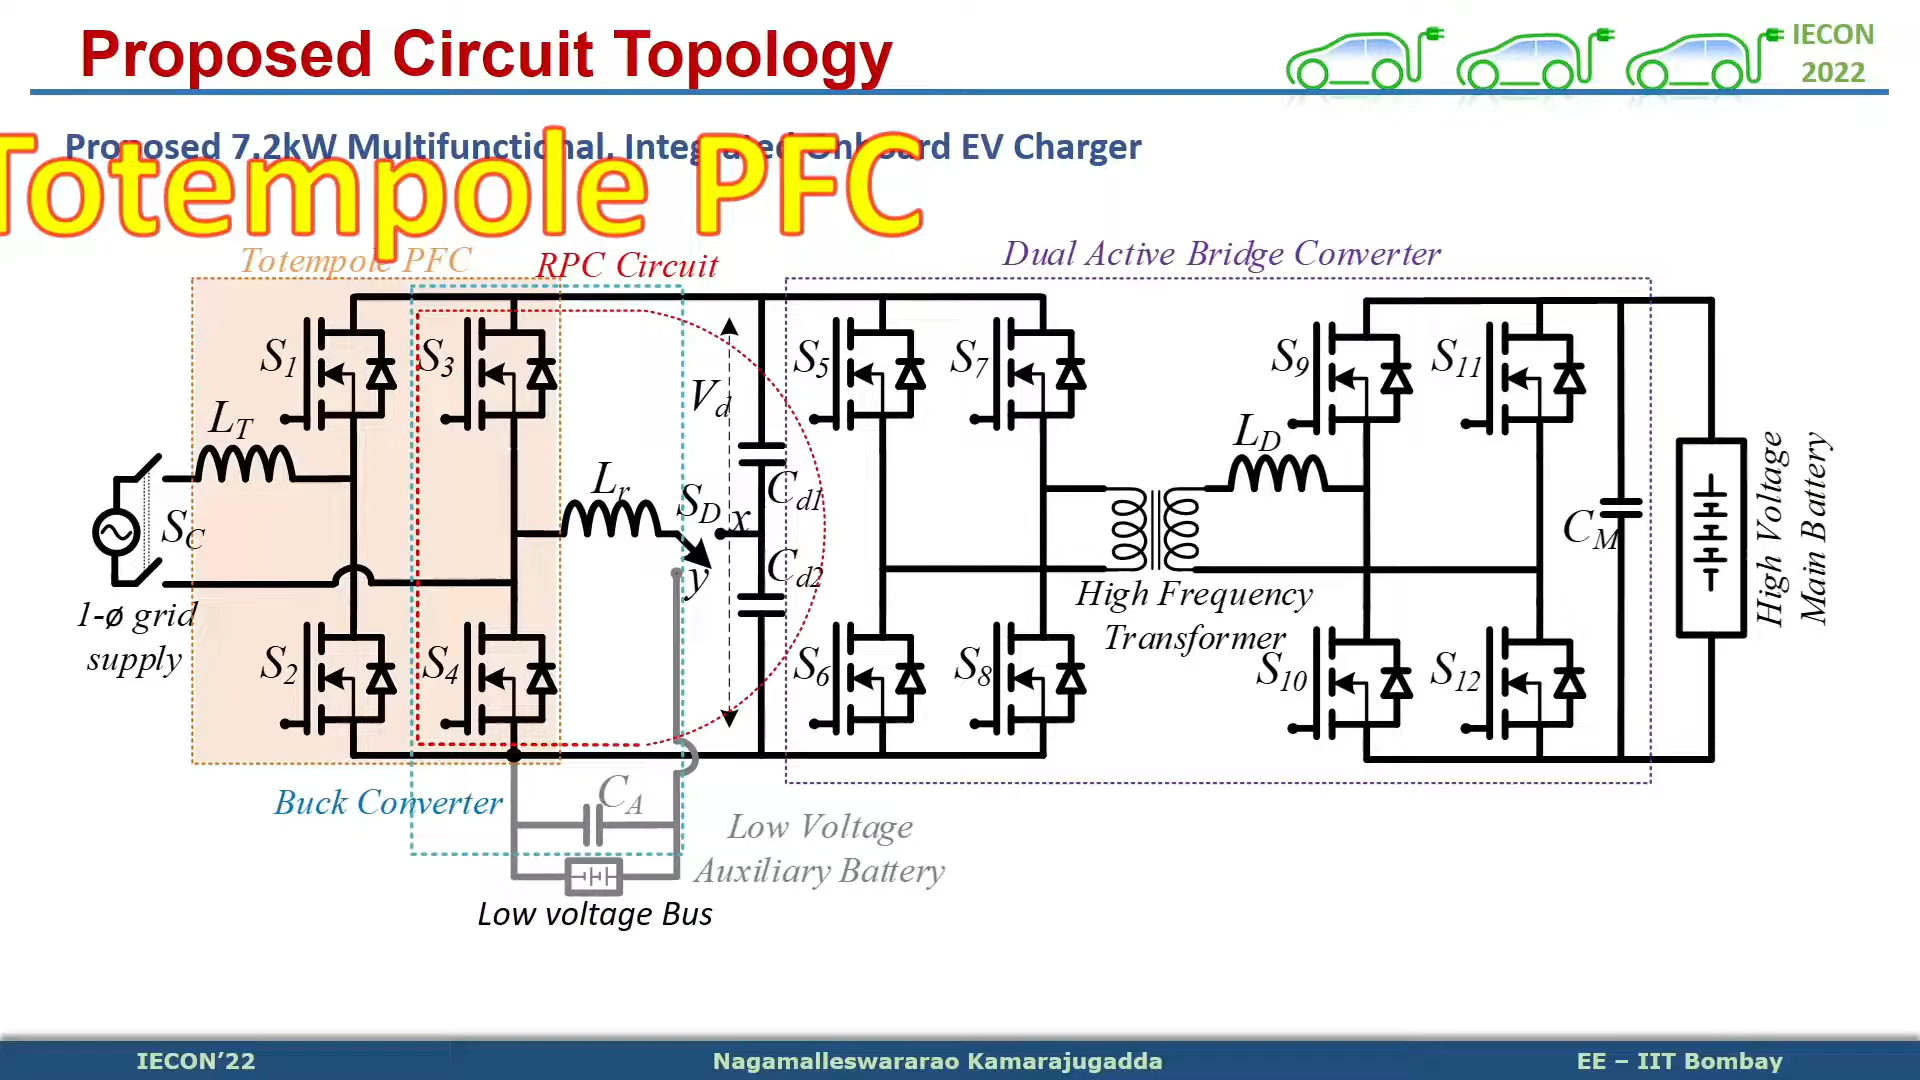 Proposed Circuit Topology
IECON
2022
Proposed 7.2kW Multifunctional, Integrated Onboard EV Charger
Totempole PFC
Totempole PFC
RPC Circuit
Dual Active Bridge Converter
S1
S3
Vd
S5
S7
S9
S11
LT
LD
Lr
SD
x
Cd1
SC
y
Cd2
CM
High Voltage
Main Battery
1-ø grid
supply
High Frequency
Transformer
S2
S4
S6
S8
S10
S12
Buck Converter
CA
Low Voltage
Auxiliary Battery
Low voltage Bus
IECON’22
Nagamalleswararao Kamarajugadda
EE – IIT Bombay